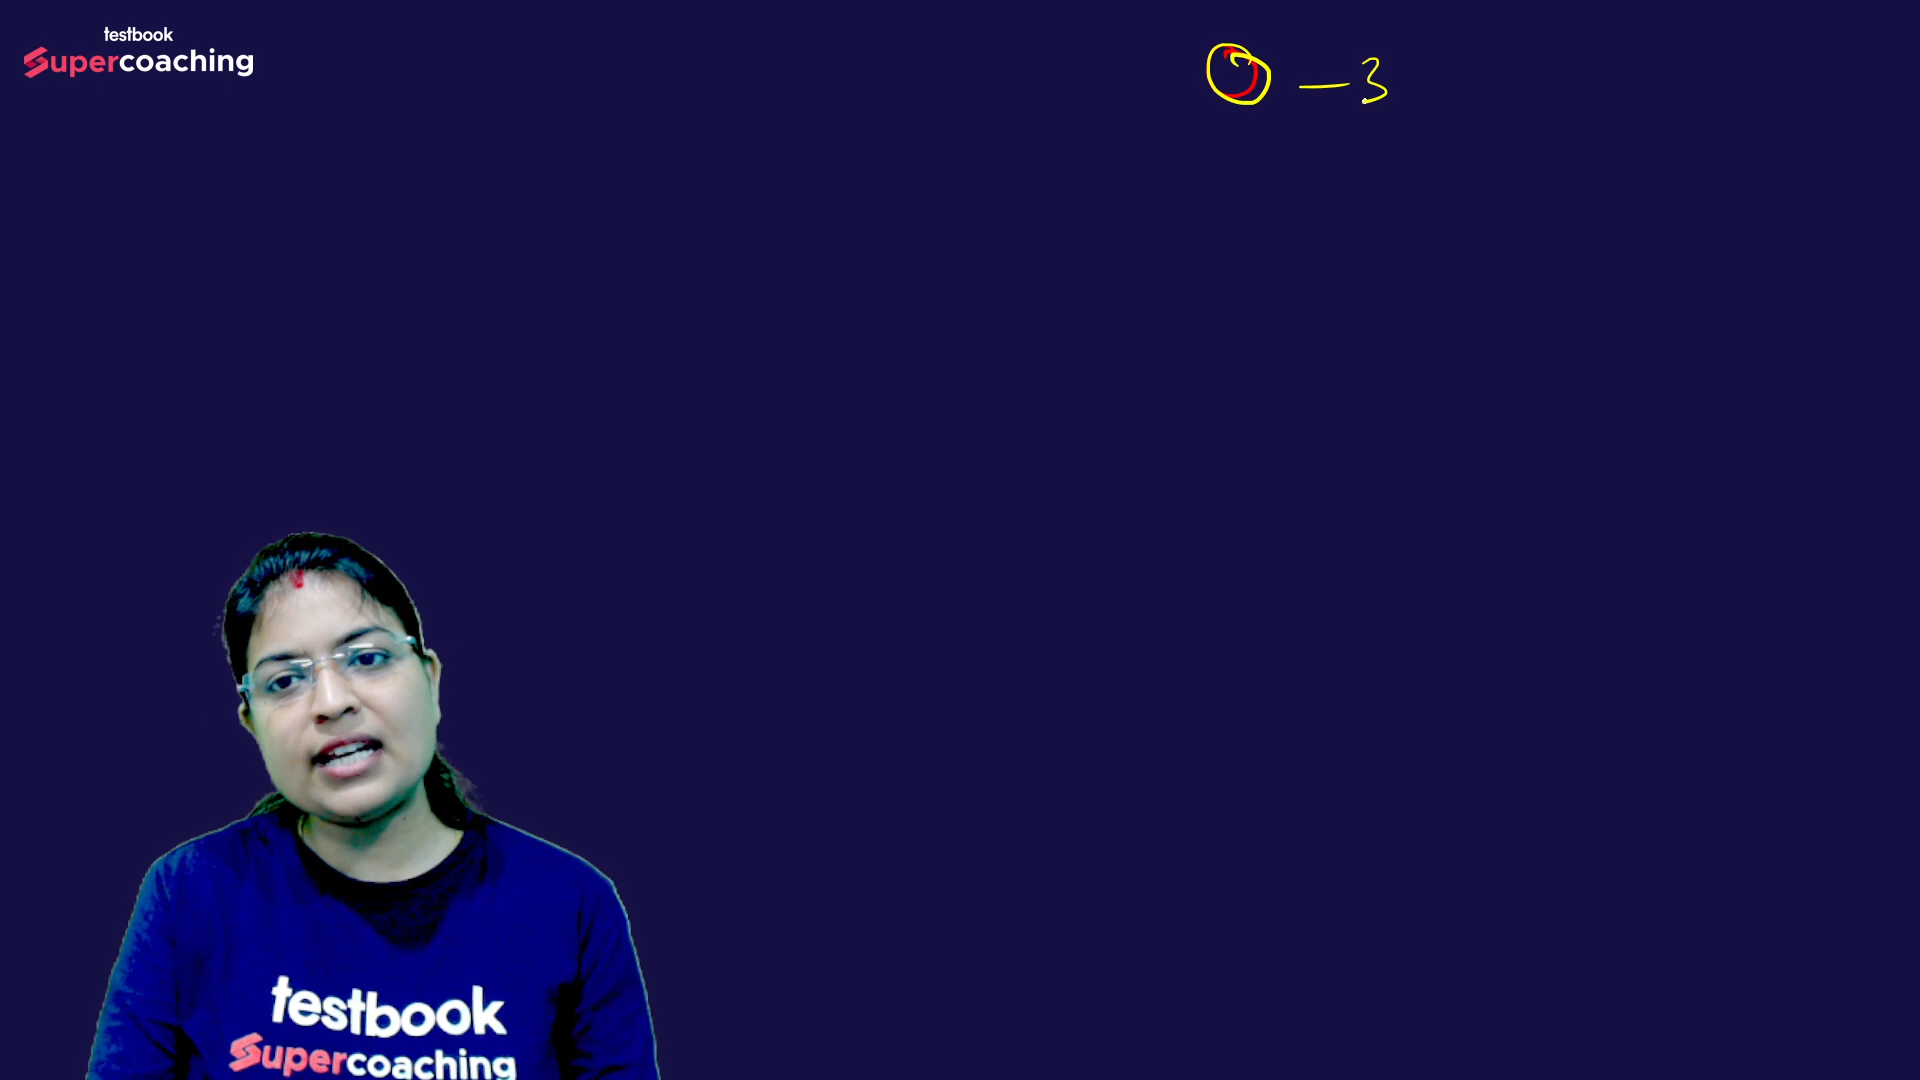 testbook
Supercoaching
O — 3
testbook
Supercoaching